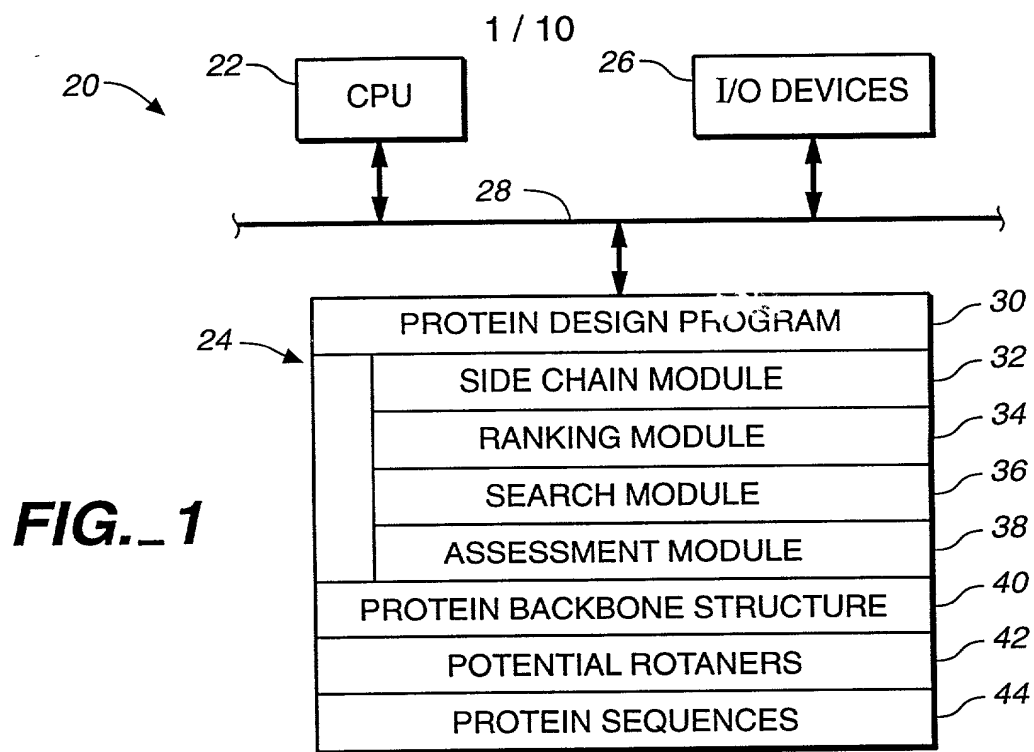 1 / 10
20
22
CPU
26
I/O DEVICES
28
24
PROTEIN DESIGN PROGRAM
30
SIDE CHAIN MODULE
32
RANKING MODULE
34
SEARCH MODULE
36
ASSESSMENT MODULE
38
PROTEIN BACKBONE STRUCTURE
40
POTENTIAL ROTANERS
42
PROTEIN SEQUENCES
44
FIG._1